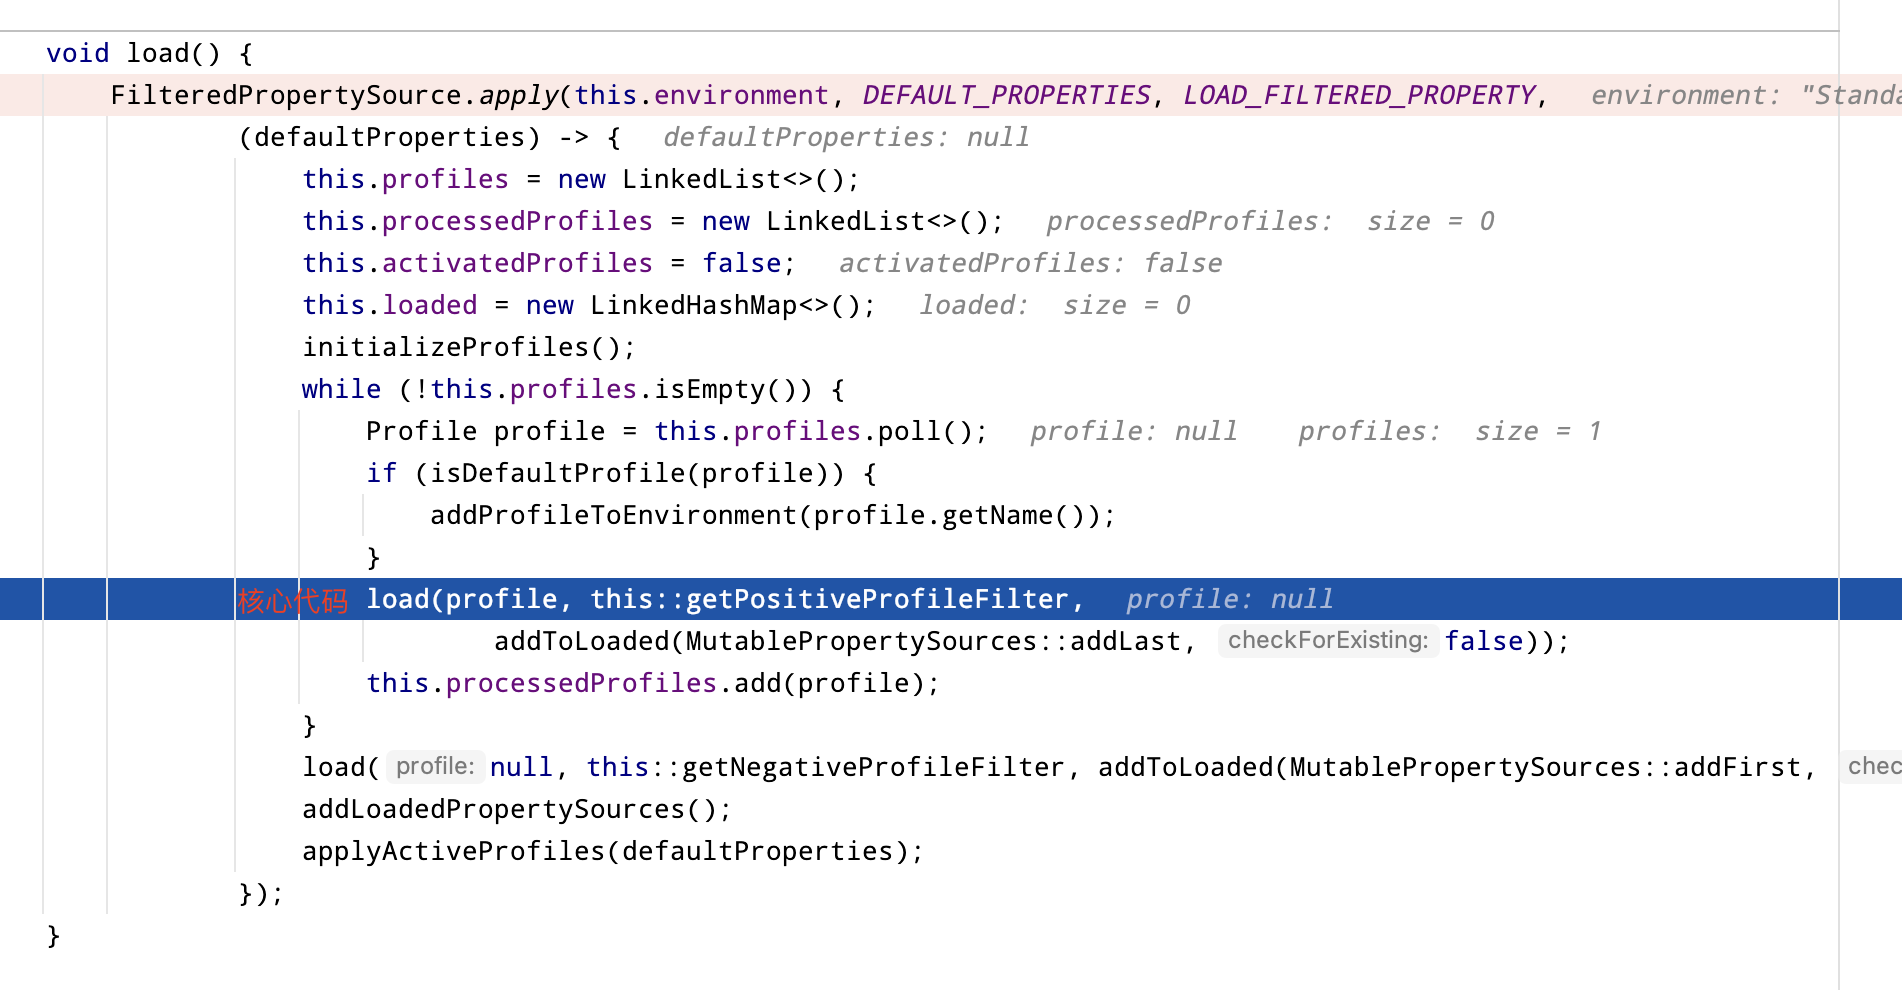 void load() {
FilteredPropertySource.apply(this.environment, DEFAULT_PROPERTIES, LOAD_FILTERED_PROPERTY, environment: "Standa
(defaultProperties) -> { defaultProperties: null
this.profiles = new LinkedList<>();
this.processedProfiles = new LinkedList<>(); processedProfiles: size = 0
this.activatedProfiles = false; activatedProfiles: false
this.loaded = new LinkedHashMap<>(); loaded: size = 0
initializeProfiles();
while (!this.profiles.isEmpty()) {
Profile profile = this.profiles.poll(); profile: null profiles: size = 1
if (isDefaultProfile(profile)) {
addProfileToEnvironment(profile.getName());
}
核心代码 load(profile, this::getPositiveProfileFilter, profile: null
addToLoaded(MutablePropertySources::addLast, checkForExisting: false));
this.processedProfiles.add(profile);
}
load( profile: null, this::getNegativeProfileFilter, addToLoaded(MutablePropertySources::addFirst, chec
addLoadedPropertySources();
applyActiveProfiles(defaultProperties);
});
}